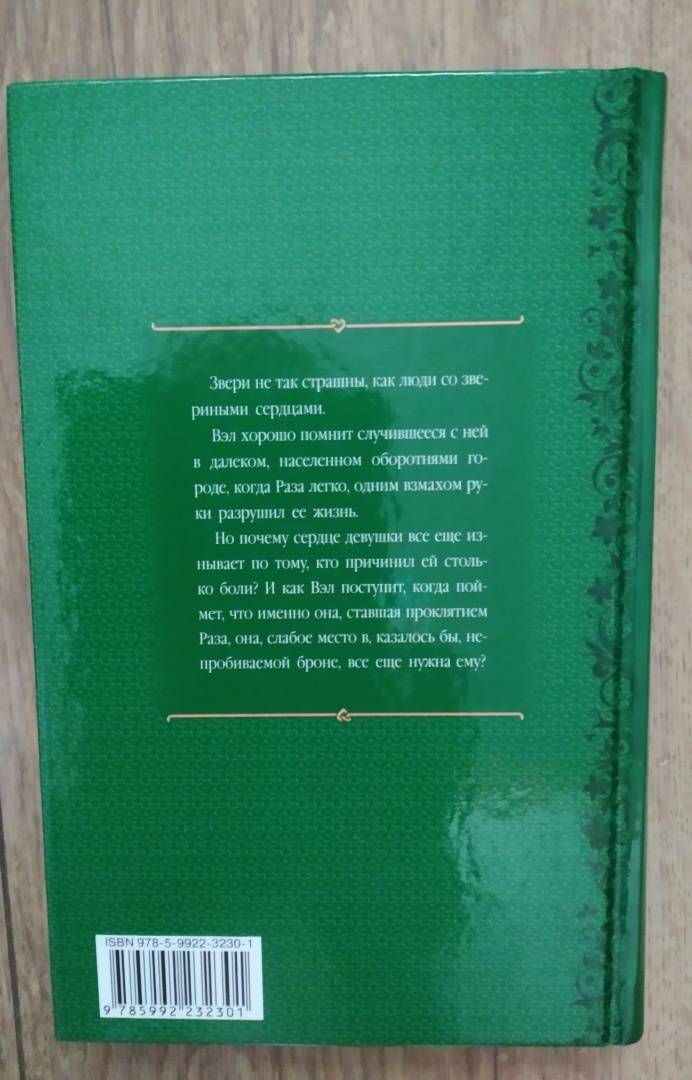 Звери не так страшны, как люди со зве-
риными сердцами.
Вэл хорошо помнит случившееся с ней
в далеком, населенном оборотнями го-
роде, когда Раза легко, одним взмахом ру-
ки разрушил ее жизнь.
Но почему сердце девушки все еще из-
нывает по тому, кто причинил ей столь-
ко боли? И как Вэл поступит, когда пой-
мет, что именно она, ставшая проклятием
Раза, она, слабое место в, казалось бы, не-
пробиваемой броне, все еще нужна ему?
ISBN 978-5-9922-3230-1
9 785992 232301